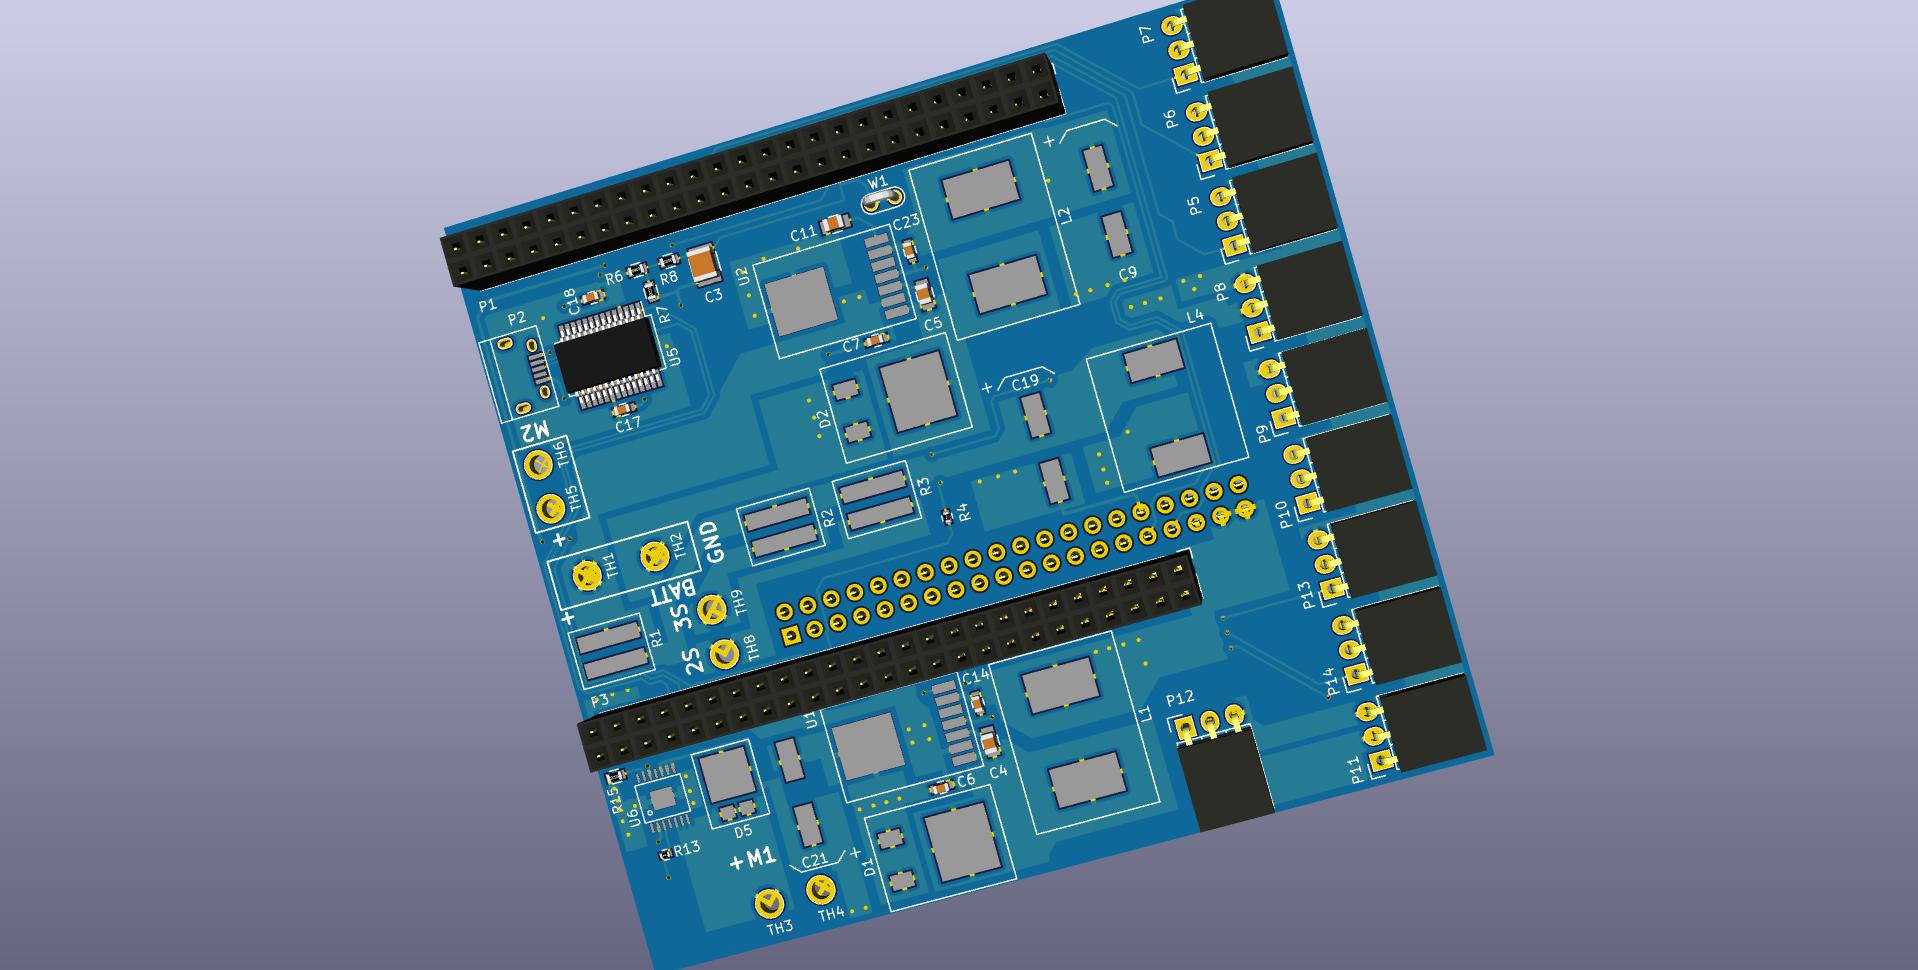 P7
P6
W1
C23
C11
L2
P5
U2
R6
R8
C3
C9
P1
C18
R7
P8
P2
C5
L4
C7
U5
C19
+
+
D2
C17
P9
M2
TH6
R3
TH5
R2
R4
P10
+
GND
TH2
TH1
BATT
P13
3S
TH9
+
R1
2S
TH8
P14
C14
P3
P12
U1
L1
C4
P11
R15
C6
U6
D5
R13
+M1
C21
+
D1
TH4
TH3